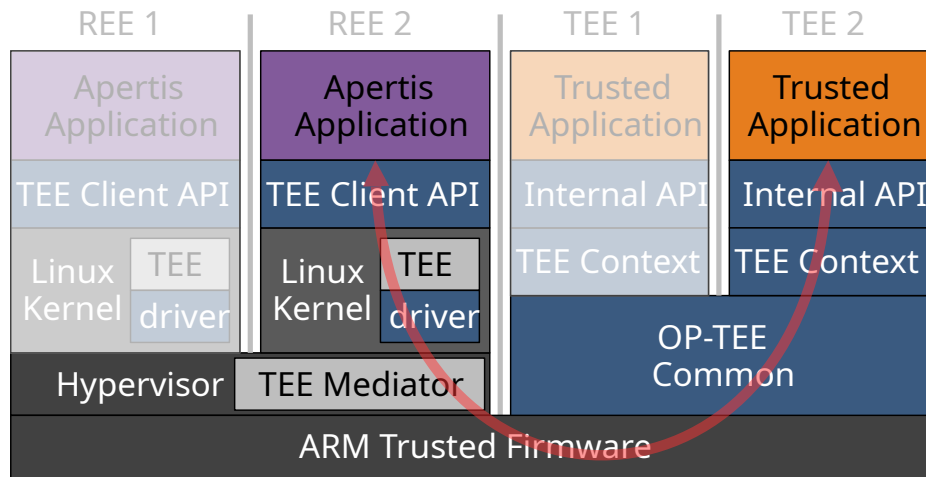 REE 1
REE 2
TEE 1
TEE 2
Apertis
Application
Apertis
Application
Trusted
Application
Trusted
Application
TEE Client API
TEE Client API
Internal API
Internal API
Linux
Kernel
TEE
driver
Linux
Kernel
TEE
driver
TEE Context
TEE Context
OP-TEE
Common
Hypervisor
TEE Mediator
ARM Trusted Firmware